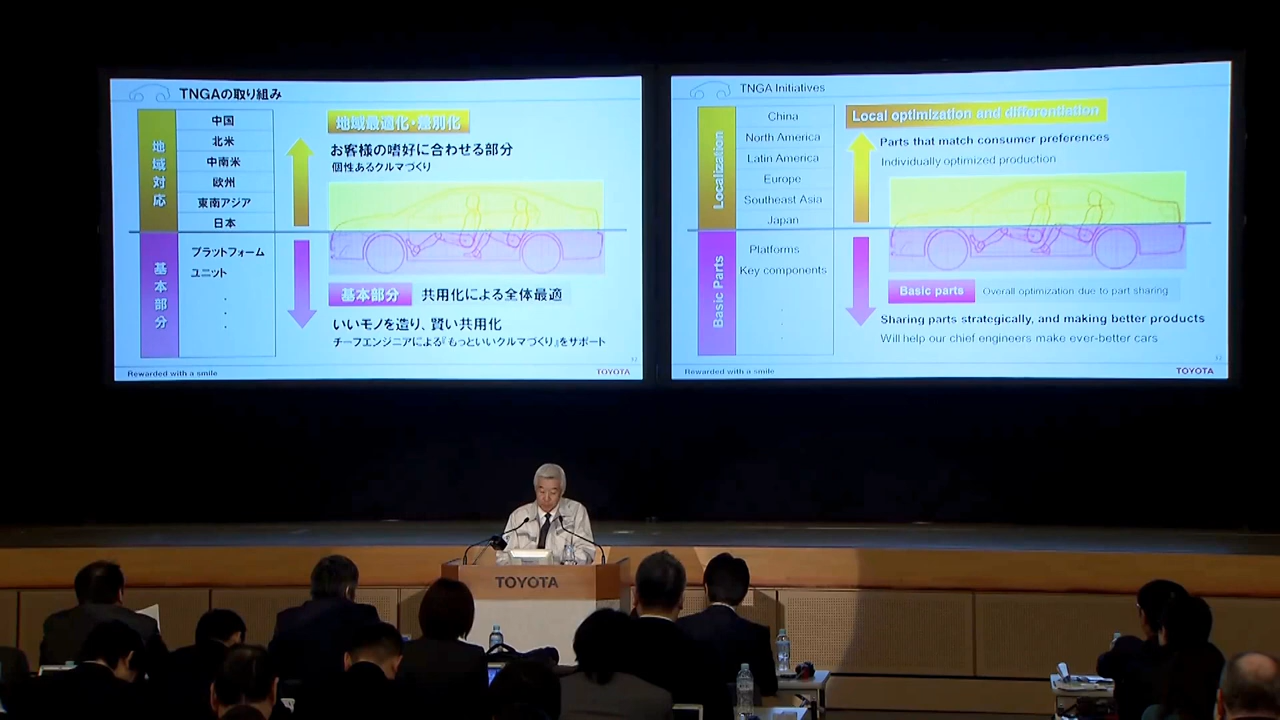 TNGAの取り組み
地域対応
中国
北米
中南米
欧州
東南アジア
日本
地域最適化・差別化
お客様の嗜好に合わせる部分
個性あるクルマづくり
基本部分
プラットフォーム
ユニット
・
・
・
基本部分
共用化による全体最適
いいモノを造り、賢い共用化
チーフエンジニアによる『もっといいクルマづくり』をサポート
Rewarded with a smile
TOYOTA
TNGA Initiatives
Localization
China
North America
Latin America
Europe
Southeast Asia
Japan
Local optimization and differentiation
Parts that match consumer preferences
Individually optimized production
Basic Parts
Platforms
Key components
Basic parts
Overall optimization due to part sharing
Sharing parts strategically, and making better products
Will help our chief engineers make ever-better cars
Rewarded with a smile
TOYOTA
TOYOTA